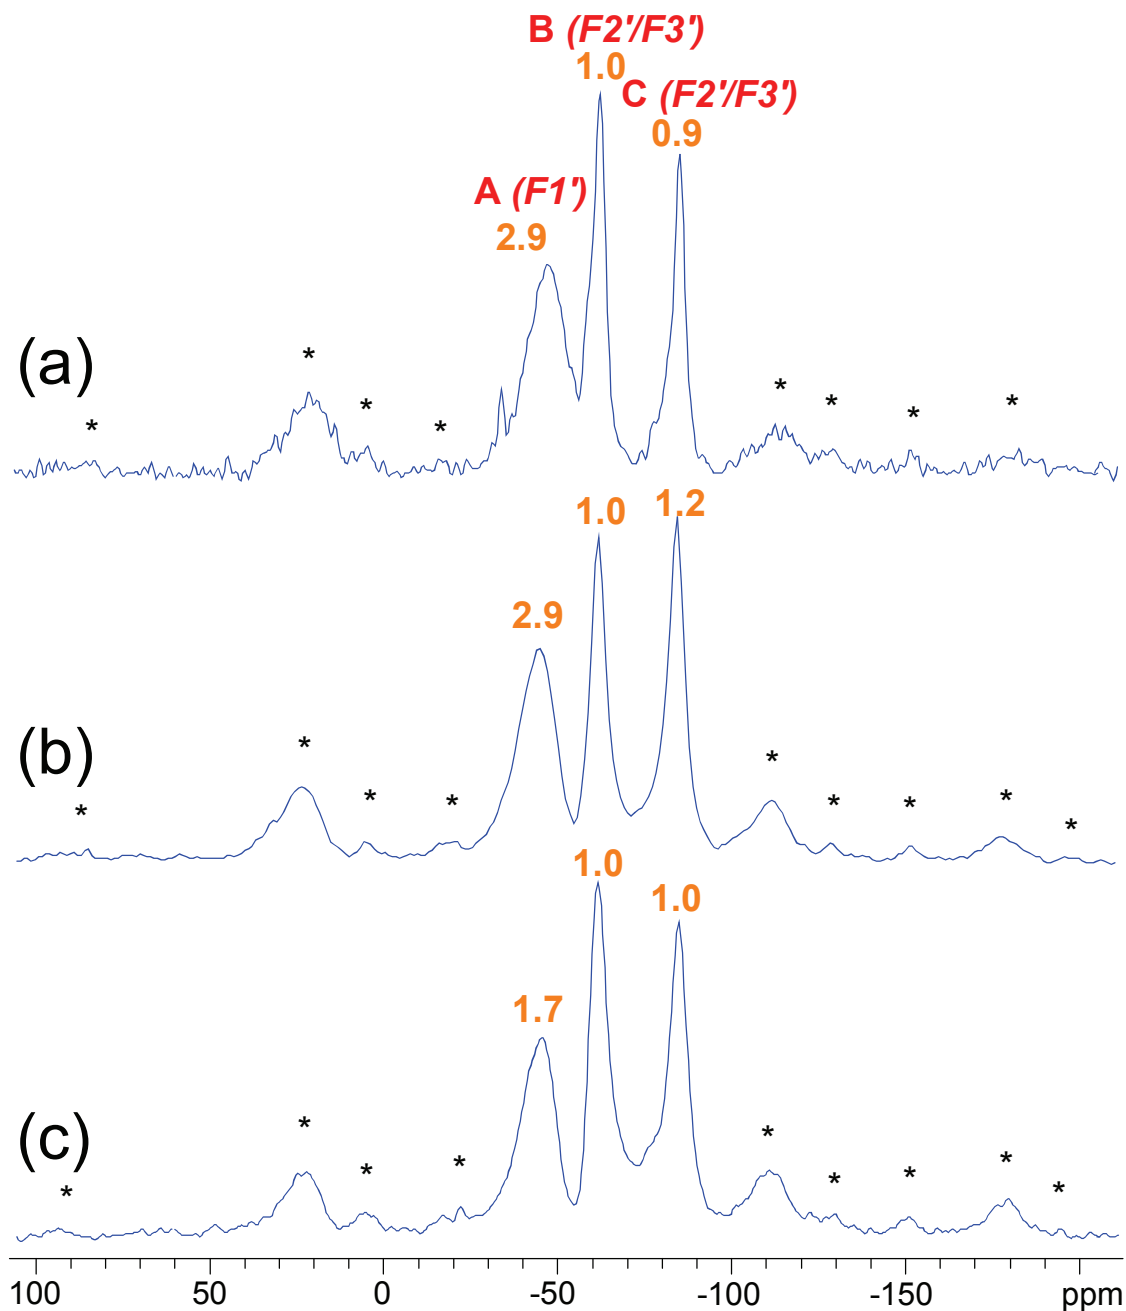 B (F2'/F3')
1.0
C (F2'/F3')
0.9
A (F1')
2.9
(a)
* * * * * * * *
1.0 1.2
2.9
(b)
* * * * * * * * *
1.0
1.0
1.7
(c)
* * * * * * * * *
100 50 0 -50 -100 -150 ppm